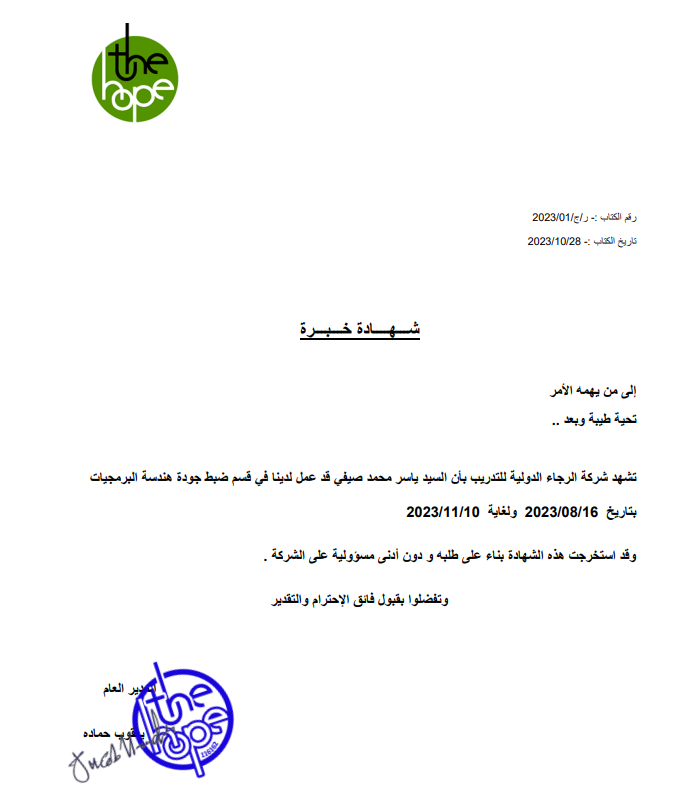 the
hope
رقم الكتاب :- ر/ج/2023/01
تاريخ الكتاب :- 2023/10/28
شـــهــــادة خـــبـــرة
إلى من يهمه الأمر
تحية طيبة وبعد ..
تشهد شركة الرجاء الدولية للتدريب بأن السيد ياسر محمد صيفي قد عمل لدينا في قسم ضبط جودة هندسة البرمجيات
بتاريخ 2023/08/16 ولغاية 2023/11/10
وقد استخرجت هذه الشهادة بناء على طلبه و دون أدنى مسؤولية على الشركة .
وتفضلوا بقبول فائق الإحترام والتقدير
المدير العام
يعقوب حماده
the
hope